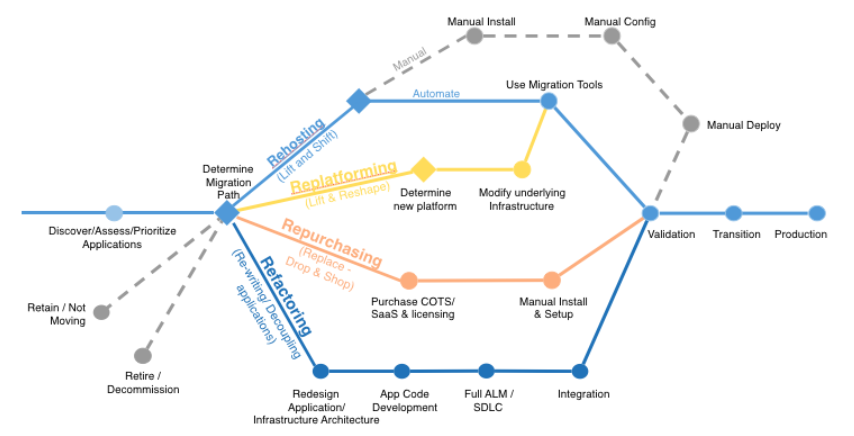 Manual Install
Manual Config
Manual
Use Migration Tools
Automate
Manual Deploy
Rehosting
(Lift and Shift)
Determine
Migration
Path
Replatforming
(Lift & Reshape)
Determine
new platform
Modify underlying
Infrastructure
Discover/Assess/Prioritize
Applications
Repurchasing
(Replace -
Drop & Shop)
Validation
Transition
Production
Purchase COTS/
SaaS & licensing
Manual Install
& Setup
Refactoring
(Re-writing/ Decoupling
applications)
Retain / Not
Moving
Retire /
Decommission
Redesign
Application/
Infrastructure Architecture
App Code
Development
Full ALM /
SDLC
Integration